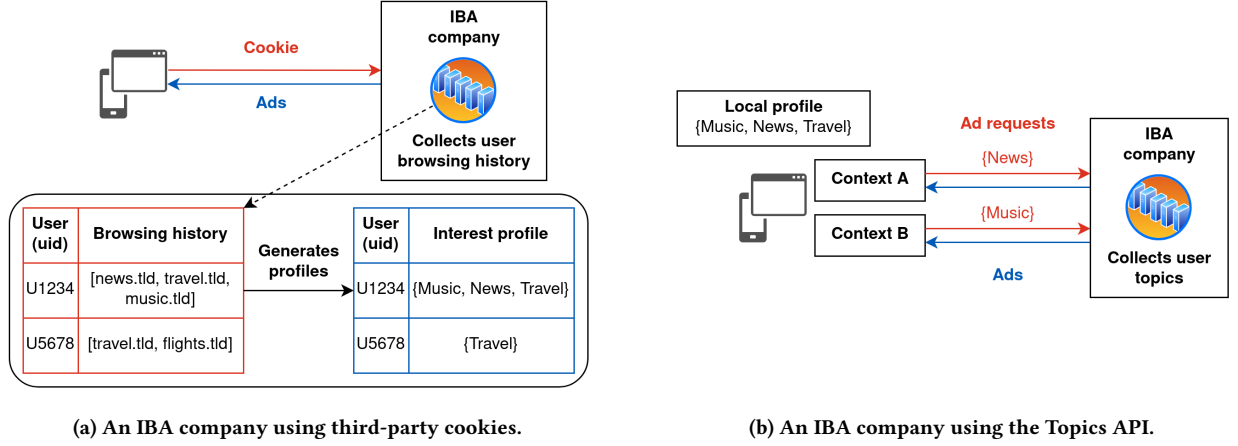 IBA
company
Cookie
Ads
Collects user
browsing history
User
(uid)
Browsing history
U1234
[news.tld, travel.tld,
music.tld]
U5678
[travel.tld, flights.tld]
Generates
profiles
User
(uid)
Interest profile
U1234
{Music, News, Travel}
U5678
{Travel}
(a) An IBA company using third-party cookies.
Local profile
{Music, News, Travel}
Context A
Context B
Ad requests
{News}
{Music}
Ads
IBA
company
Collects user
topics
(b) An IBA company using the Topics API.